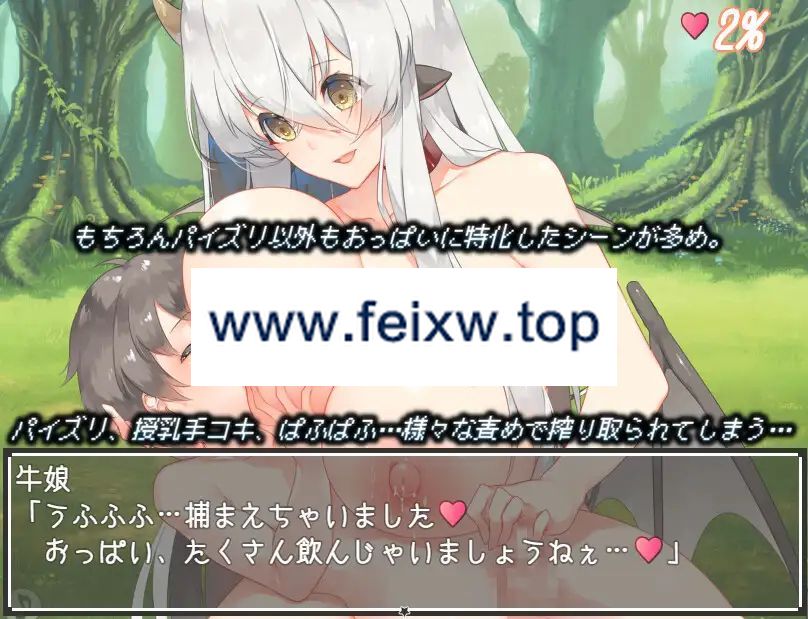 2%
もちろんパイズリ以外もおっぱいに特化したシーンが多め。
www.feixw.top
パイズリ、授乳手コキ、ぱふぱふ…様々な責めで搾り取られてしまう…
牛娘
「うふふふ…捕まえちゃいました♥
おっぱい、たくさん飲んじゃいましょうねぇ…♥」